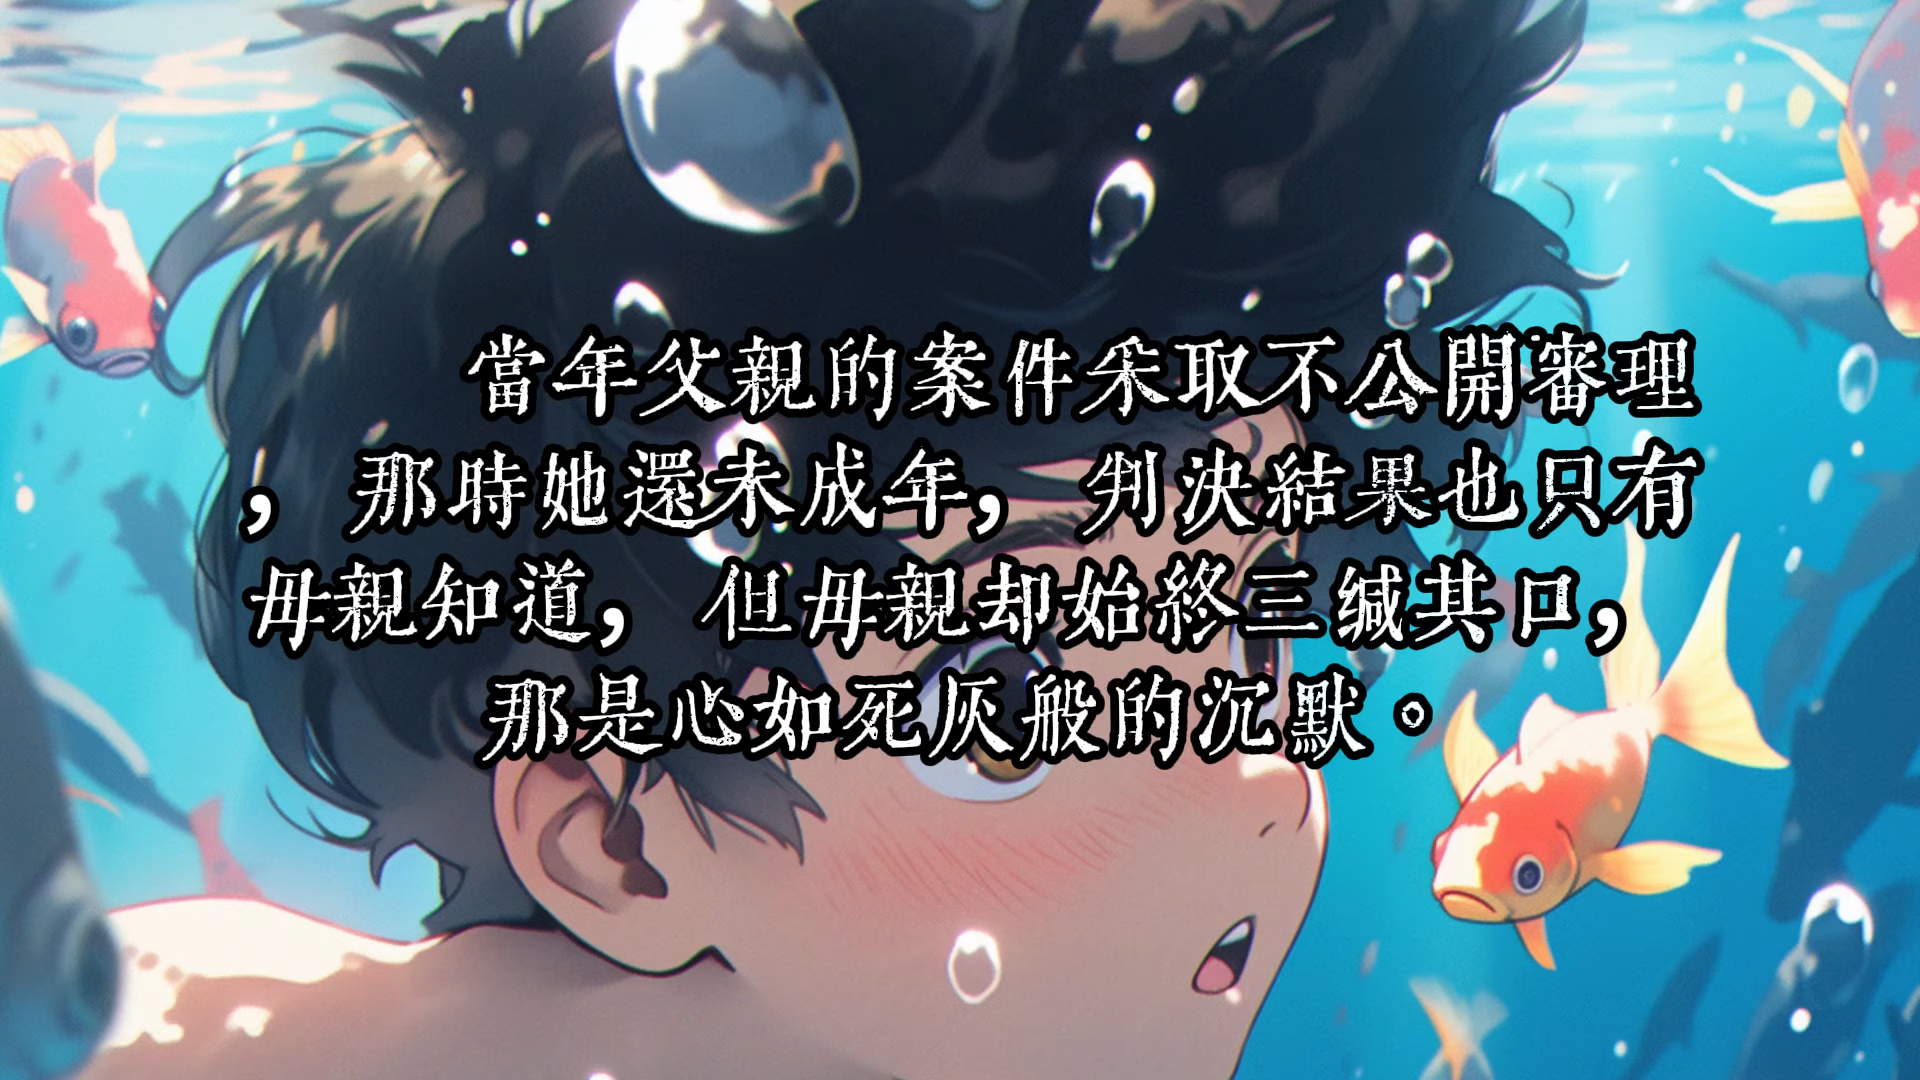 當年父親的案件采取不公開審理
，那時她還未成年，判決結果也只有
母親知道，但母親却始終三缄其口，
那是心如死灰般的沉默。